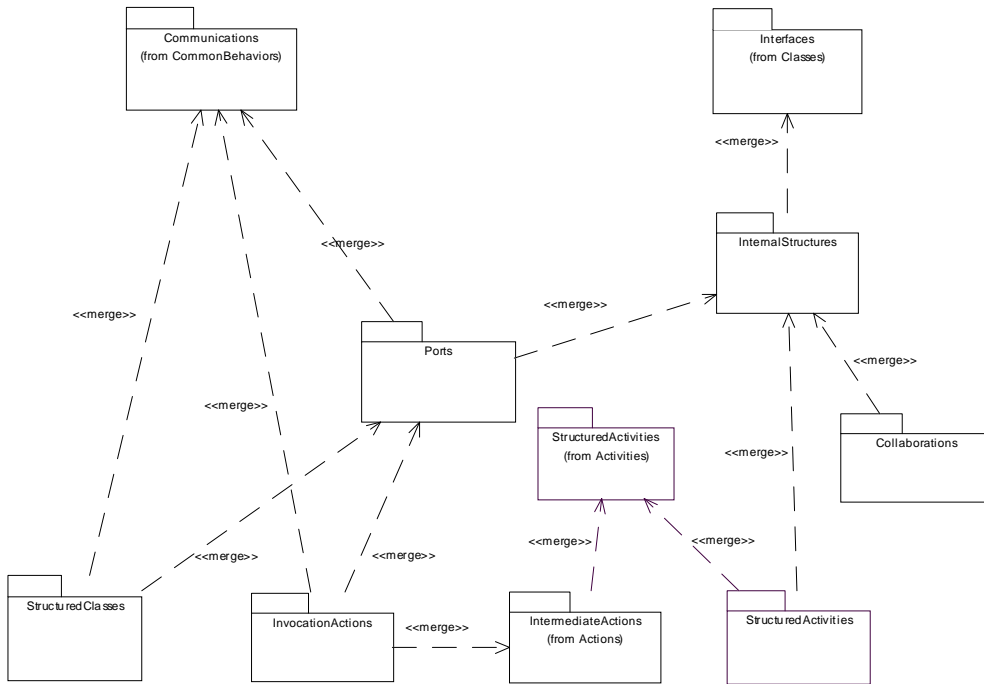 Communications
(from CommonBehaviors)
Interfaces
(from Classes)
<<merge>>
InternalStructures
<<merge>>
<<merge>>
<<merge>>
Ports
<<merge>>
<<merge>>
StructuredActivities
(from Activities)
Collaborations
<<merge>>
<<merge>>
<<merge>>
<<merge>>
<<merge>>
StructuredClasses
InvocationActions
<<merge>>
IntermediateActions
(from Actions)
StructuredActivities